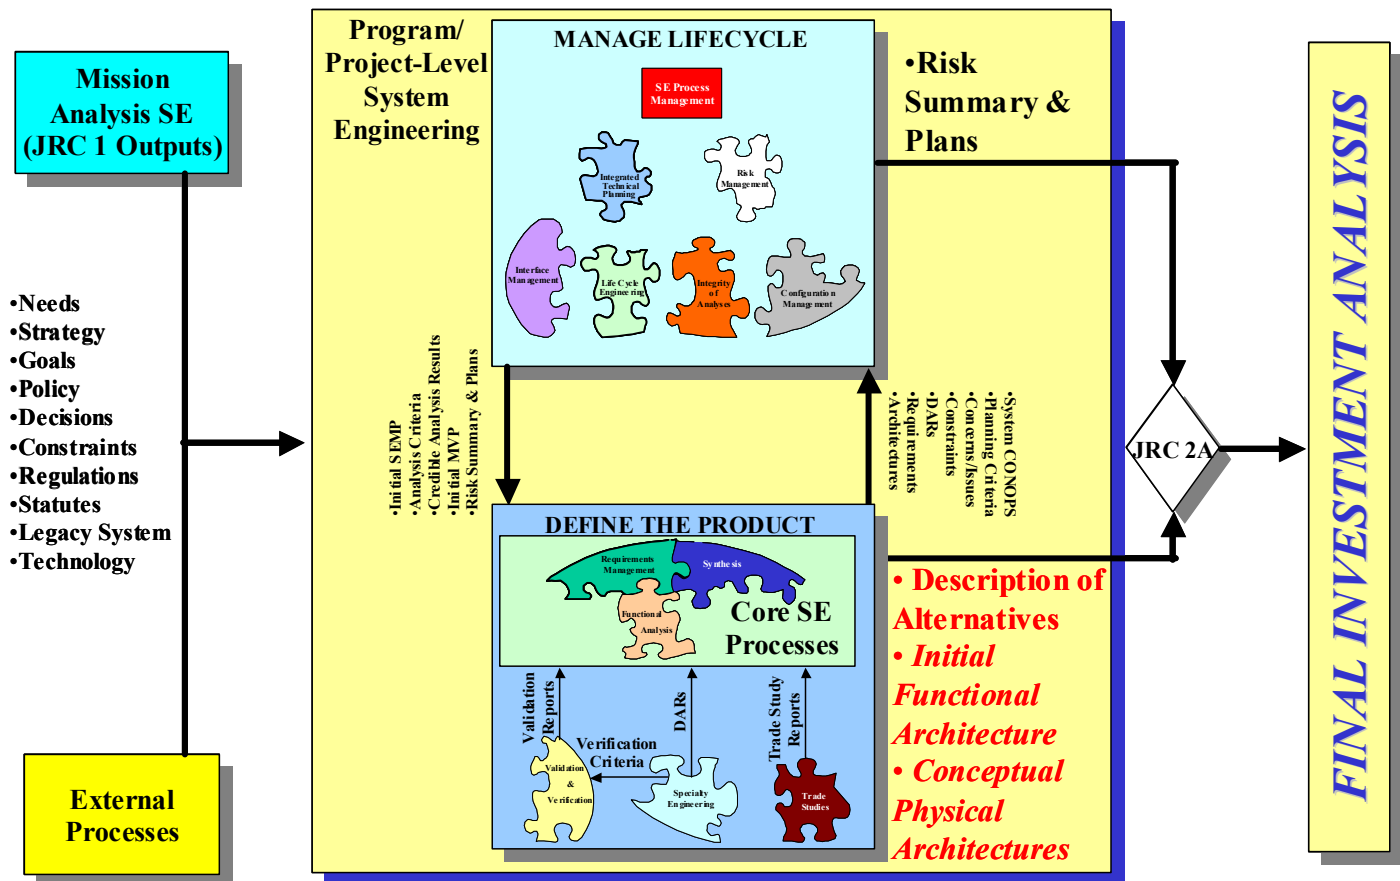 Mission
Analysis SE
(JRC 1 Outputs)
•Needs
•Strategy
•Goals
•Policy
•Decisions
•Constraints
•Regulations
•Statutes
•Legacy System
•Technology
External
Processes
Program/
Project-Level
System
Engineering
MANAGE LIFECYCLE
SE Process
Management
Integrated
Technical
Planning
Risk
Management
Interface
Management
Life Cycle
Engineering
Integrity
of
Analyses
Configuration
Management
•Risk
Summary &
Plans
•Initial SEMP
•Analysis Criteria
•Credible Analysis Results
•Initial MVP
•Risk Summary & Plans
•Architectures
•Requirements
•DARs
•Constraints
•Concerns/Issues
•Planning Criteria
•System CONOPS
DEFINE THE PRODUCT
Requirements
Management
Synthesis
Functional
Analysis
Core SE
Processes
Validation
Reports
DARs
Trade Study
Reports
Verification
Criteria
Validation
&
Verification
Specialty
Engineering
Trade
Studies
• Description of
Alternatives
• Initial
Functional
Architecture
• Conceptual
Physical
Architectures
JRC 2A
FINAL INVESTMENT ANALYSIS